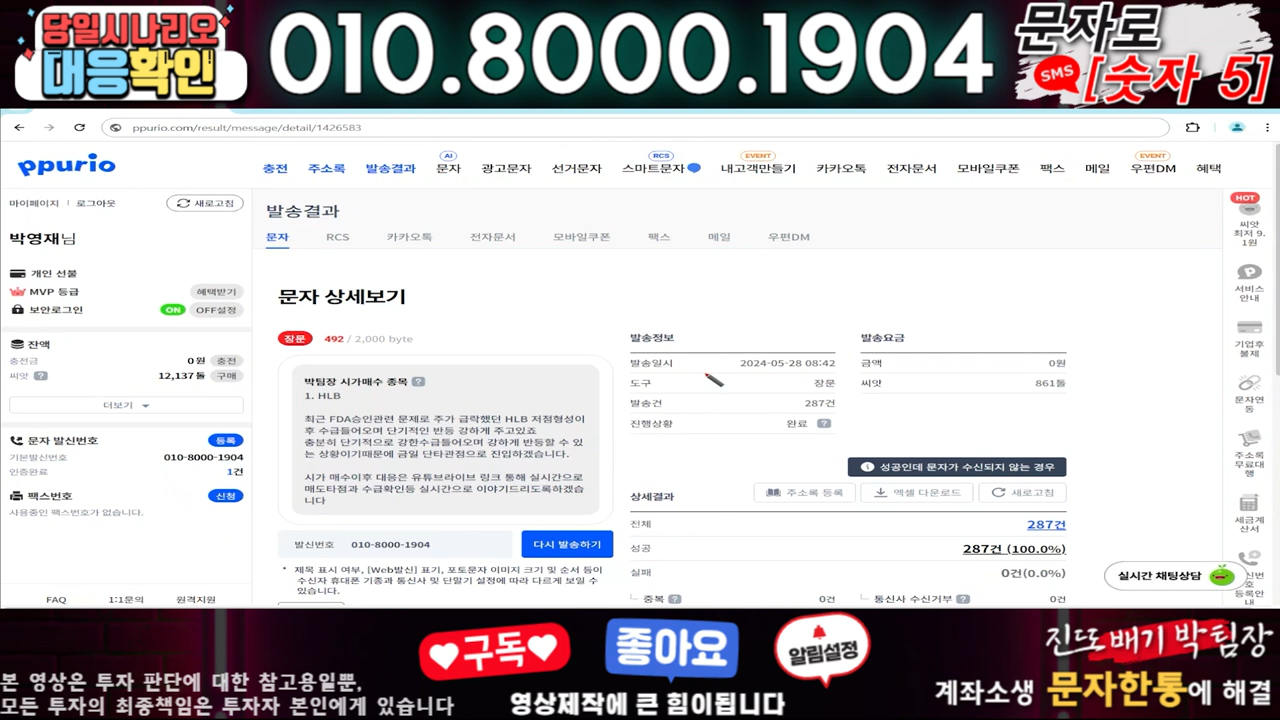 당일시나리오
대응확인
010.8000.1904
문자로
SMS [숫자 5]
ppurio.com/result/message/detail/1426583
ppurio
충전 주소록 발송결과 AI 문자 광고문자 선거문자 RCS 스마트문자 EVENT 내고객만들기 카카오톡 전자문서 모바일쿠폰 팩스 메일 EVENT 우편DM 혜택
마이페이지 로그아웃 새로고침
박영재님
개인 선불
MVP 등급 혜택받기
보안로그인 ON OFF설정
잔액
충전금 0원 충전
씨앗 ? 12,137톨 구매
더보기
문자 발신번호 등록
기본발신번호 010-8000-1904
인증완료 1건
팩스번호 신청
사용중인 팩스번호가 없습니다.
FAQ 1:1문의 원격지원
발송결과
문자 RCS 카카오톡 전자문서 모바일쿠폰 팩스 메일 우편DM
문자 상세보기
장문 492 / 2,000 byte
박팀장 시가매수 종목 ?
1. HLB
최근 FDA승인관련 문제로 주가 급락했던 HLB 저점형성이
후 수급들어오며 단기적인 반등 강하게 주고있죠
충분히 단기적으로 강한수급들어오며 강하게 반등할 수 있
는 상황이기때문에 금일 단타관점으로 진입하겠습니다.
시가 매수이후 대응은 유튜브라이브 링크 통해 실시간으로
매도타점과 수급확인등 실시간으로 이야기드리도록하겠습
니다
발신번호 010-8000-1904 다시 발송하기
* 제목 표시 여부, [Web발신] 표기, 포토문자 이미지 크기 및 순서 등이
수신자 휴대폰 기종과 통신사 및 단말기 설정에 따라 다르게 보일 수
있습니다.
발송정보
발송일시 2024-05-28 08:42
도구 장문
발송건 287건
진행상황 완료 ?
발송요금
금액 0원
씨앗 861톨
성공인데 문자가 수신되지 않는 경우
상세결과 주소록 등록 엑셀 다운로드 새로고침
전체 287건
성공 287건 (100.0%)
실패 0건(0.0%)
중복 ? 0건 통신사 수신거부 ? 0건
HOT
씨앗
최저 9.
1원
서비스
안내
기업후
불제
문자연
동
주소록
무료대
행
세금계
산서
실시간 채팅상담
등록안
내
구독
좋아요
알림설정
영상제작에 큰 힘이됩니다
본 영상은 투자 판단에 대한 참고용일뿐,
모든 투자의 최종책임은 투자자 본인에게 있습니다
진또배기 박팀장
계좌소생 문자한통에 해결